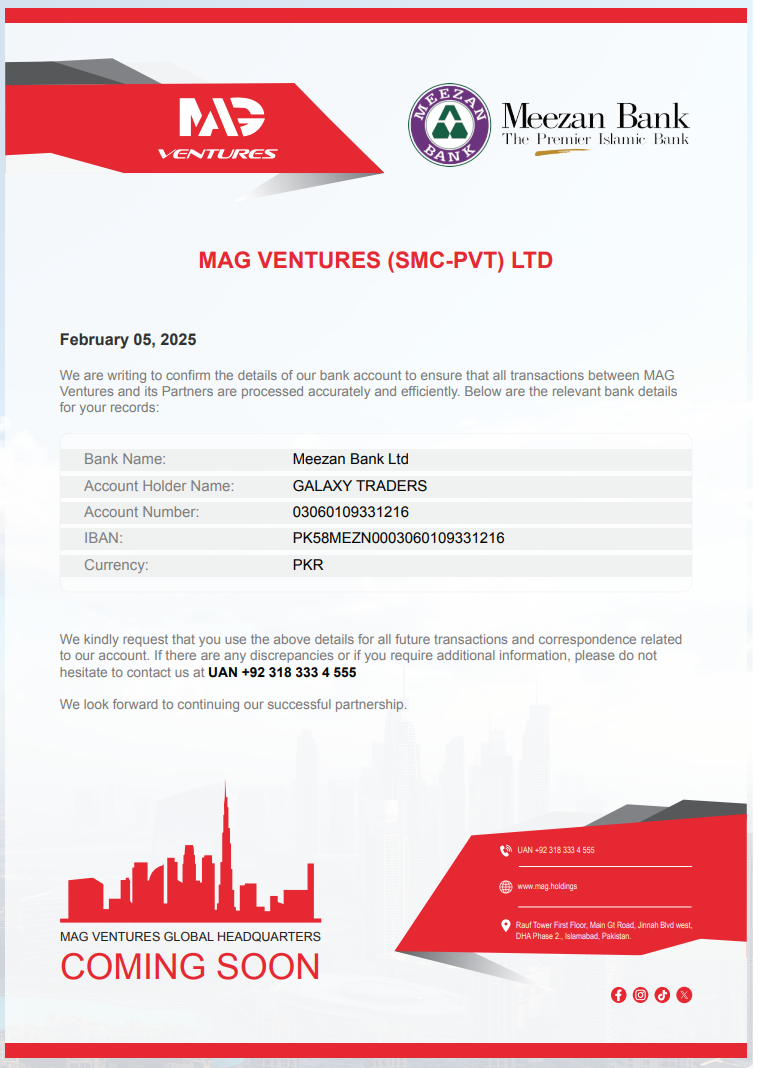 MAG
VENTURES
MEEZAN
BANK
Meezan Bank
The Premier Islamic Bank
MAG VENTURES (SMC-PVT) LTD
February 05, 2025
We are writing to confirm the details of our bank account to ensure that all transactions between MAG
Ventures and its Partners are processed accurately and efficiently. Below are the relevant bank details
for your records:
Bank Name: Meezan Bank Ltd
Account Holder Name: GALAXY TRADERS
Account Number: 03060109331216
IBAN: PK58MEZN0003060109331216
Currency: PKR
We kindly request that you use the above details for all future transactions and correspondence related
to our account. If there are any discrepancies or if you require additional information, please do not
hesitate to contact us at UAN +92 318 333 4 555
We look forward to continuing our successful partnership.
MAG VENTURES GLOBAL HEADQUARTERS
COMING SOON
UAN +92 318 333 4 555
www.mag.holdings
Rauf Tower First Floor, Main Gt Road, Jinnah Blvd west,
DHA Phase 2., Islamabad, Pakistan.